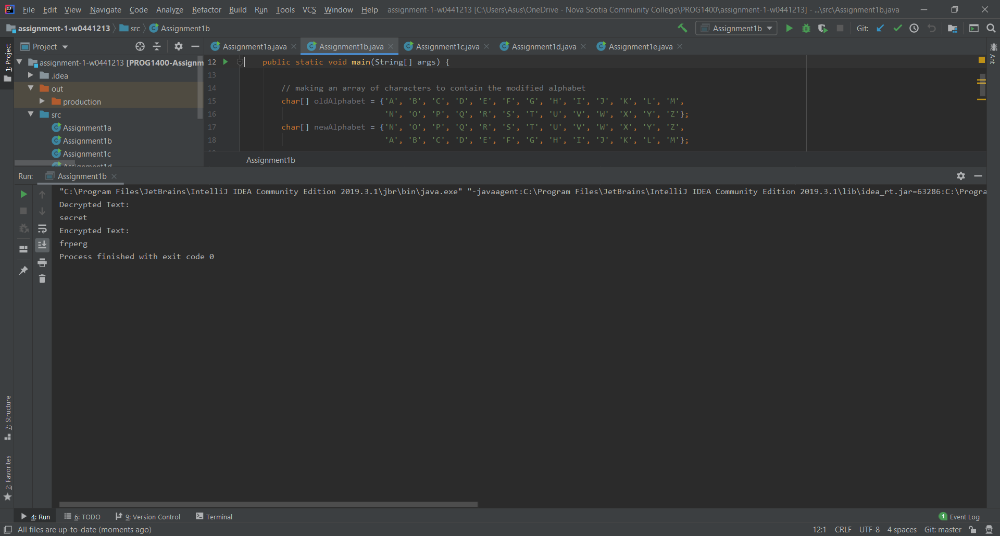 File Edit View Navigate Code Analyze Refactor Build Run Tools VCS Window Help assignment-1-w0441213 [C:\Users\Asus\OneDrive - Nova Scotia Community College\PROG1400\assignment-1-w0441213] - ...\src\Assignment1b.java
assignment-1-w0441213 src Assignment1b
Assignment1b Git:
1: Project
Project
Assignment1a.java Assignment1b.java Assignment1c.java Assignment1d.java Assignment1e.java
Ant
assignment-1-w0441213 [PROG1400-Assignm
.idea
out
production
src
Assignment1a
Assignment1b
Assignment1c
Assignment1d
12 public static void main(String[] args) {
13
14 // making an array of characters to contain the modified alphabet
15 char[] oldAlphabet = {'A', 'B', 'C', 'D', 'E', 'F', 'G', 'H', 'I', 'J', 'K', 'L', 'M',
16 'N', 'O', 'P', 'Q', 'R', 'S', 'T', 'U', 'V', 'W', 'X', 'Y', 'Z'};
17 char[] newAlphabet = {'N', 'O', 'P', 'Q', 'R', 'S', 'T', 'U', 'V', 'W', 'X', 'Y', 'Z',
18 'A', 'B', 'C', 'D', 'E', 'F', 'G', 'H', 'I', 'J', 'K', 'L', 'M'};
Assignment1b
Run: Assignment1b
"C:\Program Files\JetBrains\IntelliJ IDEA Community Edition 2019.3.1\jbr\bin\java.exe" "-javaagent:C:\Program Files\JetBrains\IntelliJ IDEA Community Edition 2019.3.1\lib\idea_rt.jar=63286:C:\Progra
Decrypted Text:
secret
Encrypted Text:
frperg
Process finished with exit code 0
7: Structure
2: Favorites
4: Run 6: TODO 9: Version Control Terminal
1 Event Log
All files are up-to-date (moments ago)
12:1 CRLF UTF-8 4 spaces Git: master